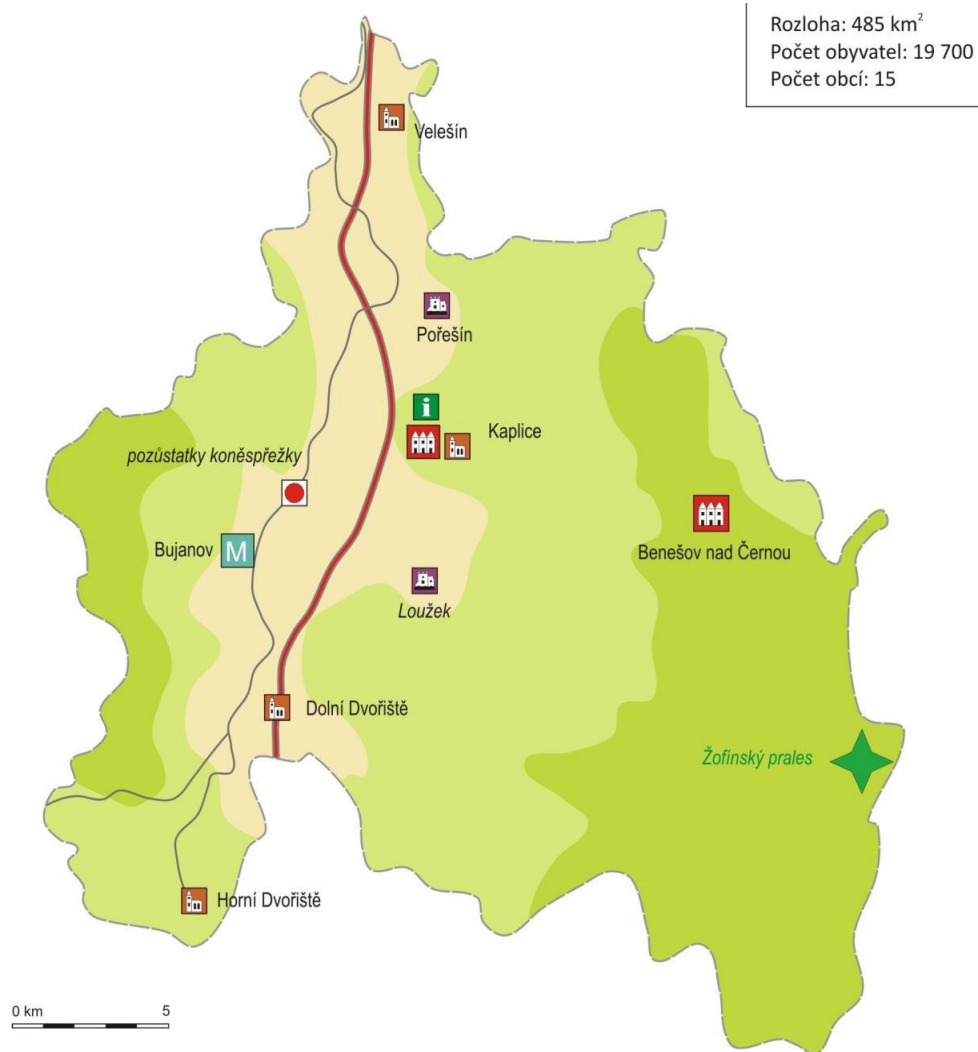 Rozloha: 485 km²
Počet obyvatel: 19 700
Počet obcí: 15
Velešín
Pořešín
i
Kaplice
pozůstatky koněspřežky
Bujanov
M
Benešov nad Černou
Loužek
Dolní Dvořiště
Žofínský prales
Horní Dvořiště
0 km 5